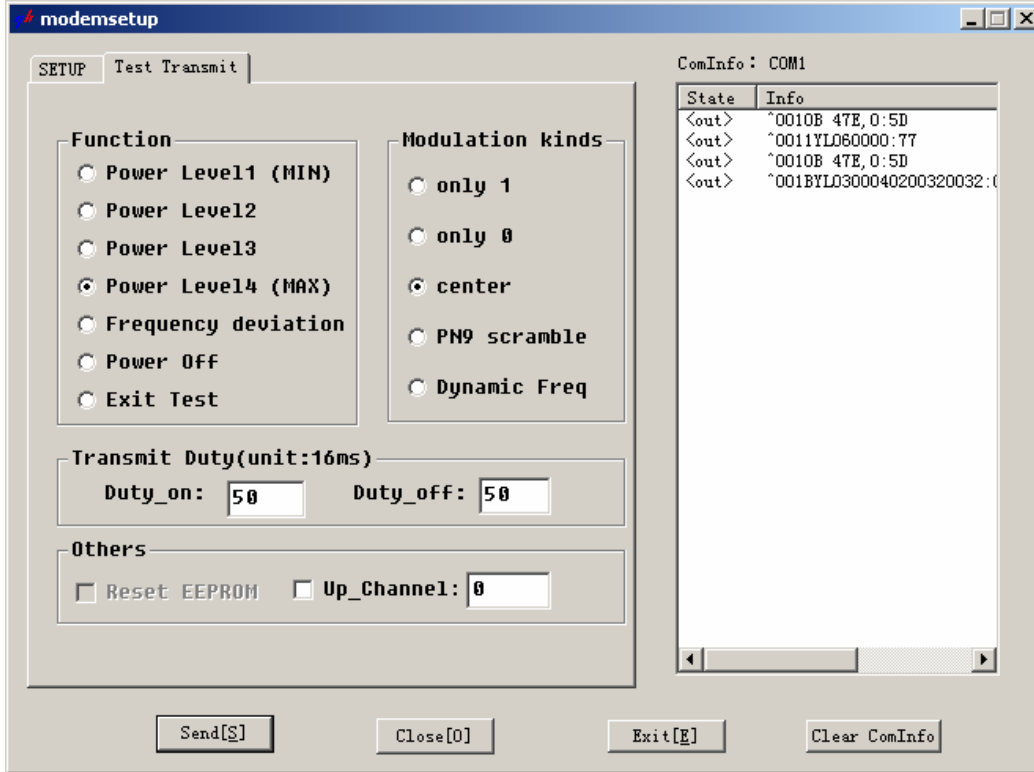 modemsetup
SETUP
Test Transmit
Function
Power Level1 (MIN)
Power Level2
Power Level3
Power Level4 (MAX)
Frequency deviation
Power Off
Exit Test
Modulation kinds
only 1
only 0
center
PN9 scramble
Dynamic Freq
Transmit Duty(unit:16ms)
Duty_on: 50 Duty_off: 50
Others
Reset EEPROM Up_Channel: 0
ComInfo: COM1
State Info
<out> ^0010B 47E,0:5D
<out> ^0011YL060000:77
<out> ^0010B 47E,0:5D
<out> ^001BYL0300040200320032:
Send[S] Close[O] Exit[E] Clear ComInfo